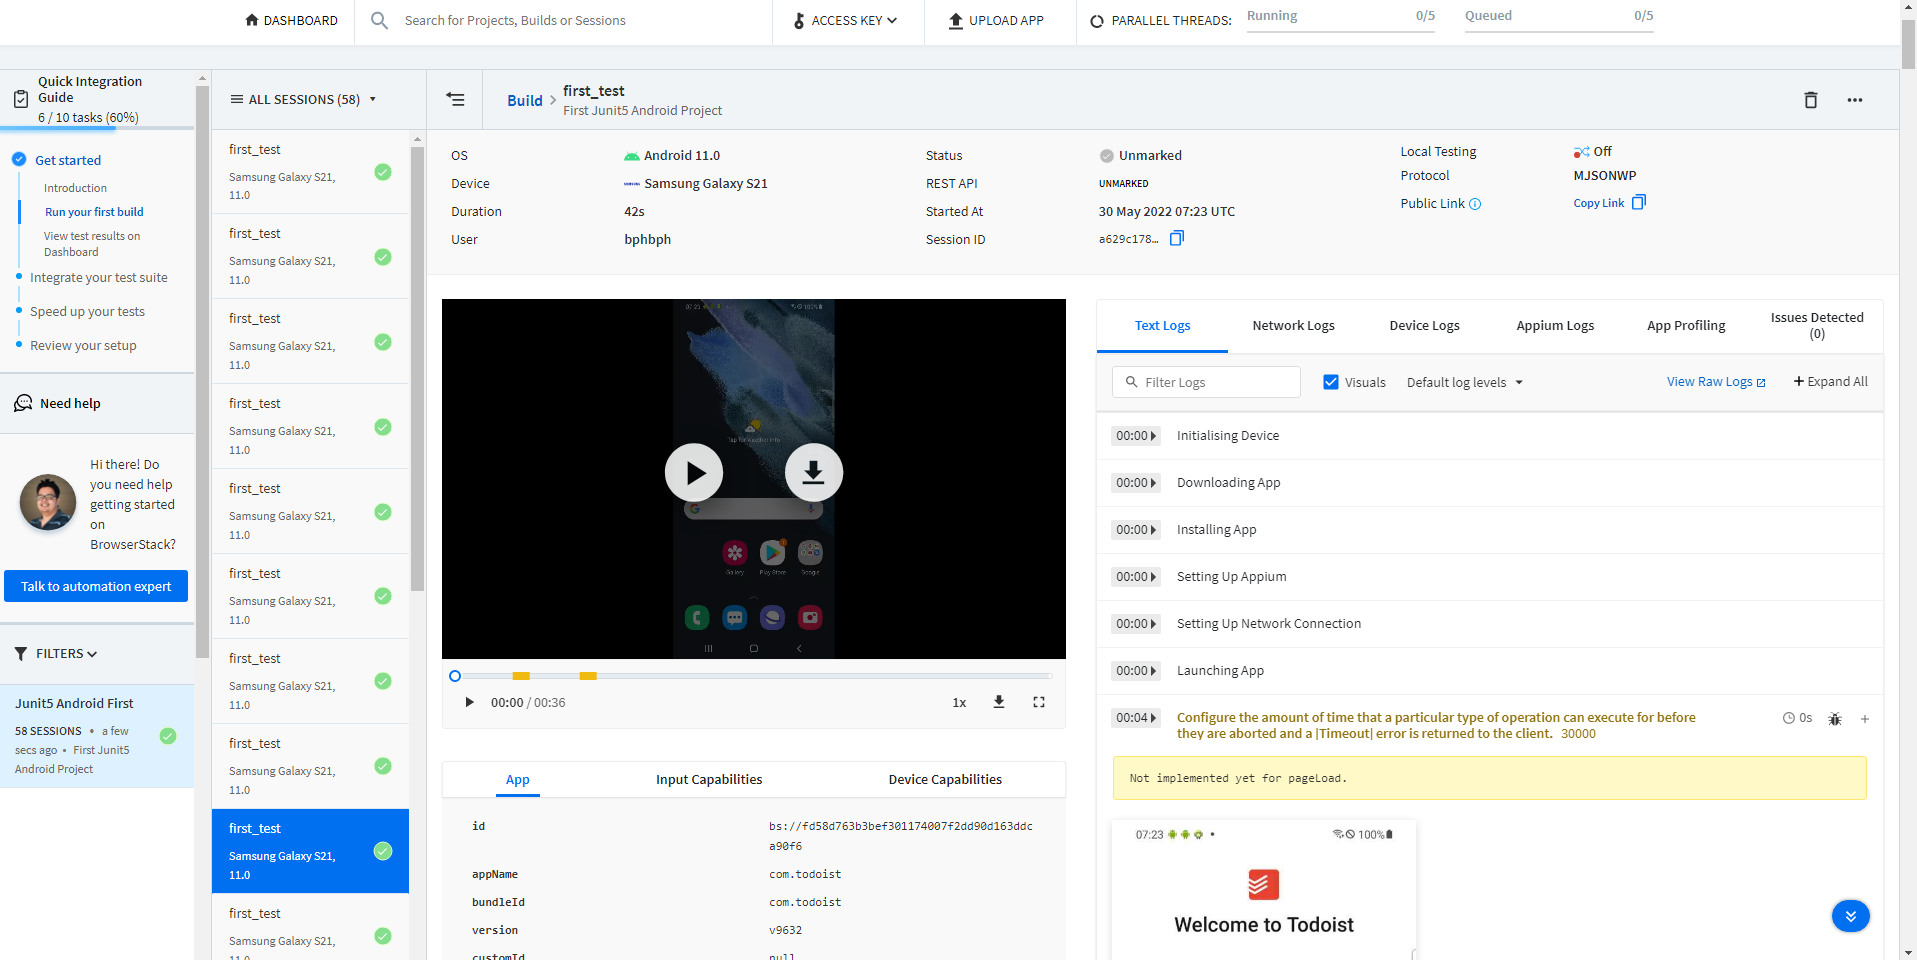 DASHBOARD
Search for Projects, Builds or Sessions
ACCESS KEY
UPLOAD APP
PARALLEL THREADS:
Running 0/5
Queued 0/5
Quick Integration
Guide
6 / 10 tasks (60%)
Get started
Introduction
Run your first build
View test results on
Dashboard
Integrate your test suite
Speed up your tests
Review your setup
Need help
Hi there! Do
you need help
getting started
on
BrowserStack?
Talk to automation expert
FILTERS
Junit5 Android First
58 SESSIONS • a few
secs ago • First Junit5
Android Project
ALL SESSIONS (58)
first_test
Samsung Galaxy S21,
11.0
first_test
Samsung Galaxy S21,
11.0
first_test
Samsung Galaxy S21,
11.0
first_test
Samsung Galaxy S21,
11.0
first_test
Samsung Galaxy S21,
11.0
first_test
Samsung Galaxy S21,
11.0
first_test
Samsung Galaxy S21,
11.0
first_test
Samsung Galaxy S21,
11.0
first_test
Samsung Galaxy S21,
11.0
first_test
Samsung Galaxy S21,
11.0
Build > first_test
First Junit5 Android Project
OS Android 11.0
Device Samsung Galaxy S21
Duration 42s
User bphbph
Status Unmarked
REST API UNMARKED
Started At 30 May 2022 07:23 UTC
Session ID a629c178...
Local Testing Off
Protocol MJSONWP
Public Link Copy Link
07:23 100%
Tap for weather info
Gallery Play Store Google
00:00 / 00:36 1x
App Input Capabilities Device Capabilities
id bs://fd58d763b3bef301174007f2dd90d163ddc
a90f6
appName com.todoist
bundleId com.todoist
version v9632
customId null
Text Logs Network Logs Device Logs Appium Logs App Profiling Issues Detected
(0)
Filter Logs Visuals Default log levels View Raw Logs + Expand All
00:00 Initialising Device
00:00 Downloading App
00:00 Installing App
00:00 Setting Up Appium
00:00 Setting Up Network Connection
00:00 Launching App
00:04 Configure the amount of time that a particular type of operation can execute for before 0s +
they are aborted and a |Timeout| error is returned to the client. 30000
Not implemented yet for pageLoad.
07:23 • 100%
Welcome to Todoist